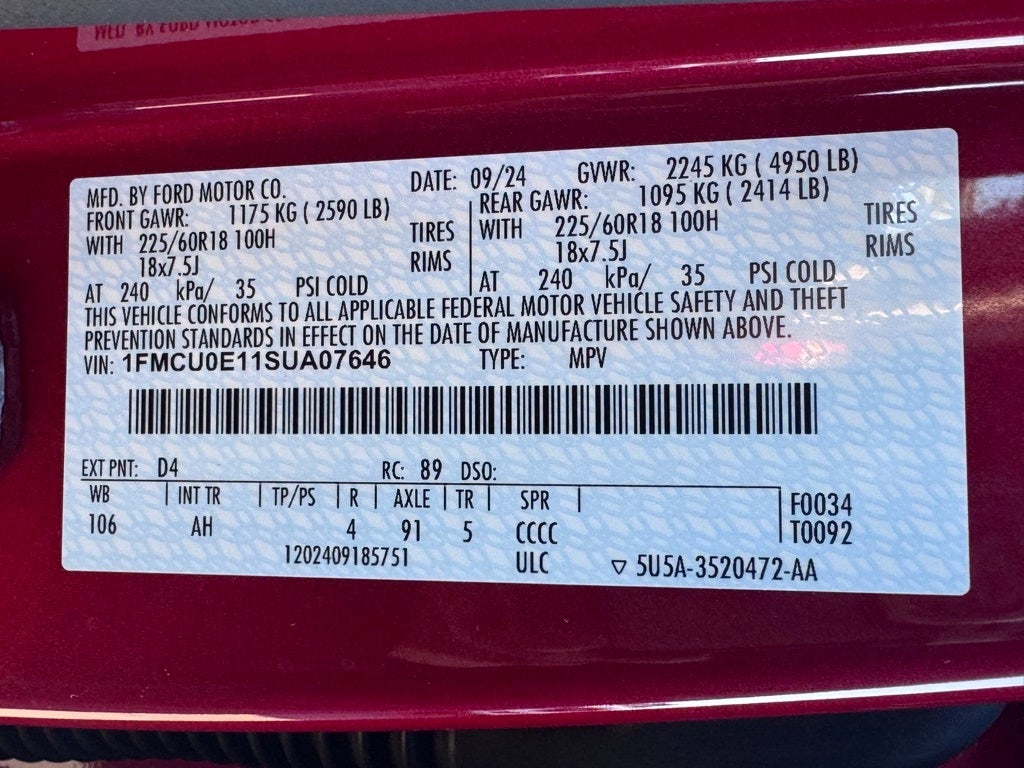 MFD. BY FORD MOTOR CO. DATE: 09/24 GVWR: 2245 KG ( 4950 LB)
FRONT GAWR: 1175 KG ( 2590 LB) REAR GAWR: 1095 KG ( 2414 LB)
WITH 225/60R18 100H TIRES WITH 225/60R18 100H TIRES
18x7.5J RIMS 18x7.5J RIMS
AT 240 kPa/ 35 PSI COLD AT 240 kPa/ 35 PSI COLD
THIS VEHICLE CONFORMS TO ALL APPLICABLE FEDERAL MOTOR VEHICLE SAFETY AND THEFT
PREVENTION STANDARDS IN EFFECT ON THE DATE OF MANUFACTURE SHOWN ABOVE.
VIN: 1FMCU0E11SUA07646 TYPE: MPV
EXT PNT: D4 RC: 89 DSO:
WB INT TR TP/PS R AXLE TR SPR F0034
106 AH 4 91 5 CCCC T0092
1202409185751 ULC ▽ 5U5A-3520472-AA